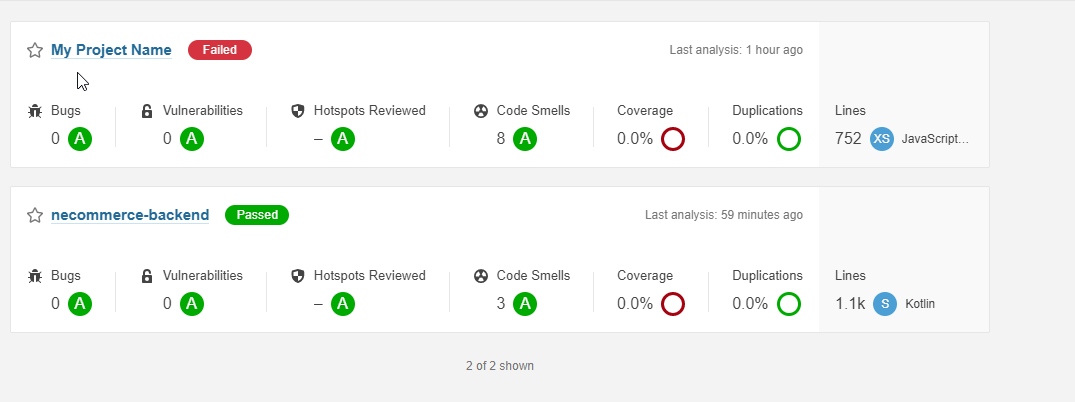 My Project Name Failed Last analysis: 1 hour ago
Bugs Vulnerabilities Hotspots Reviewed Code Smells Coverage Duplications Lines
0 A 0 A – A 8 A 0.0% 0.0% 752 XS JavaScript...
necommerce-backend Passed Last analysis: 59 minutes ago
Bugs Vulnerabilities Hotspots Reviewed Code Smells Coverage Duplications Lines
0 A 0 A – A 3 A 0.0% 0.0% 1.1k S Kotlin
2 of 2 shown